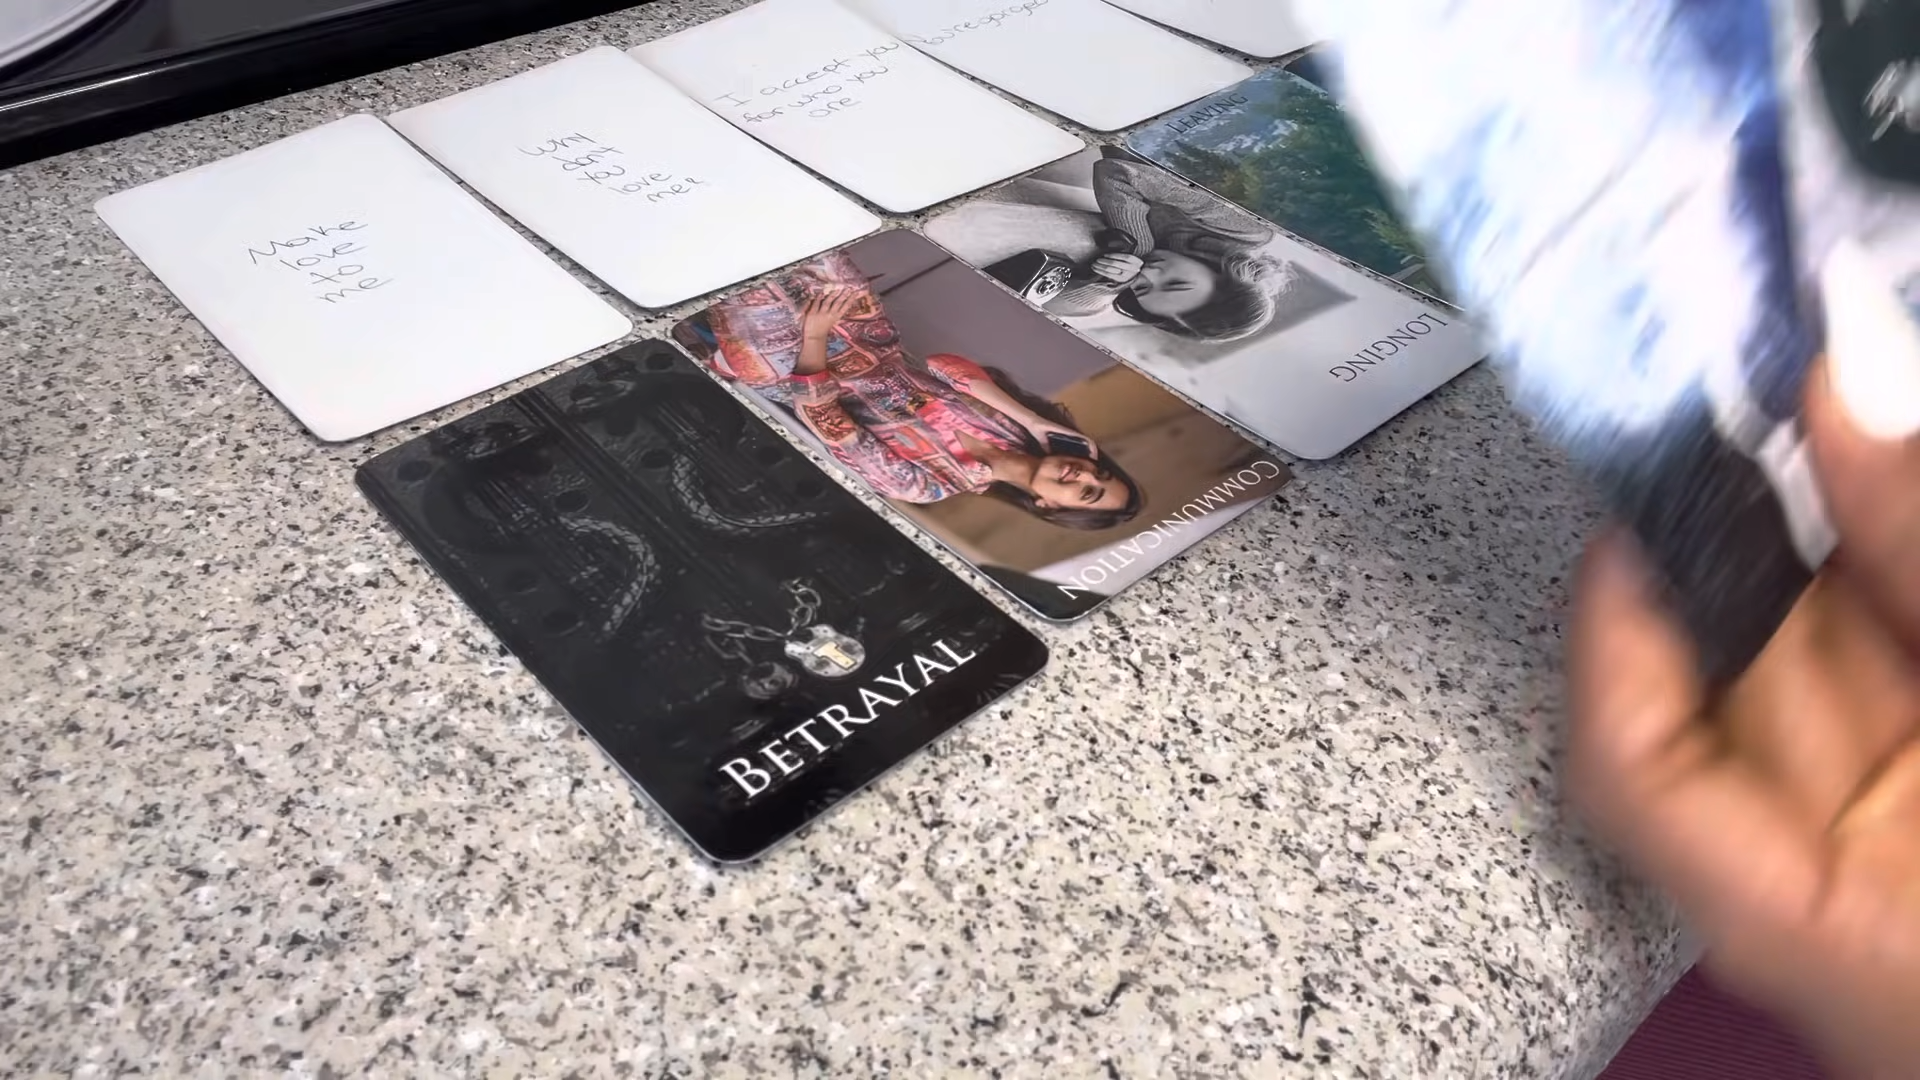 Make
love
to
me
Why
don't
you
love
me?
I accept you
for who you
are
LEAVING
LONGING
COMMUNICATION
BETRAYAL